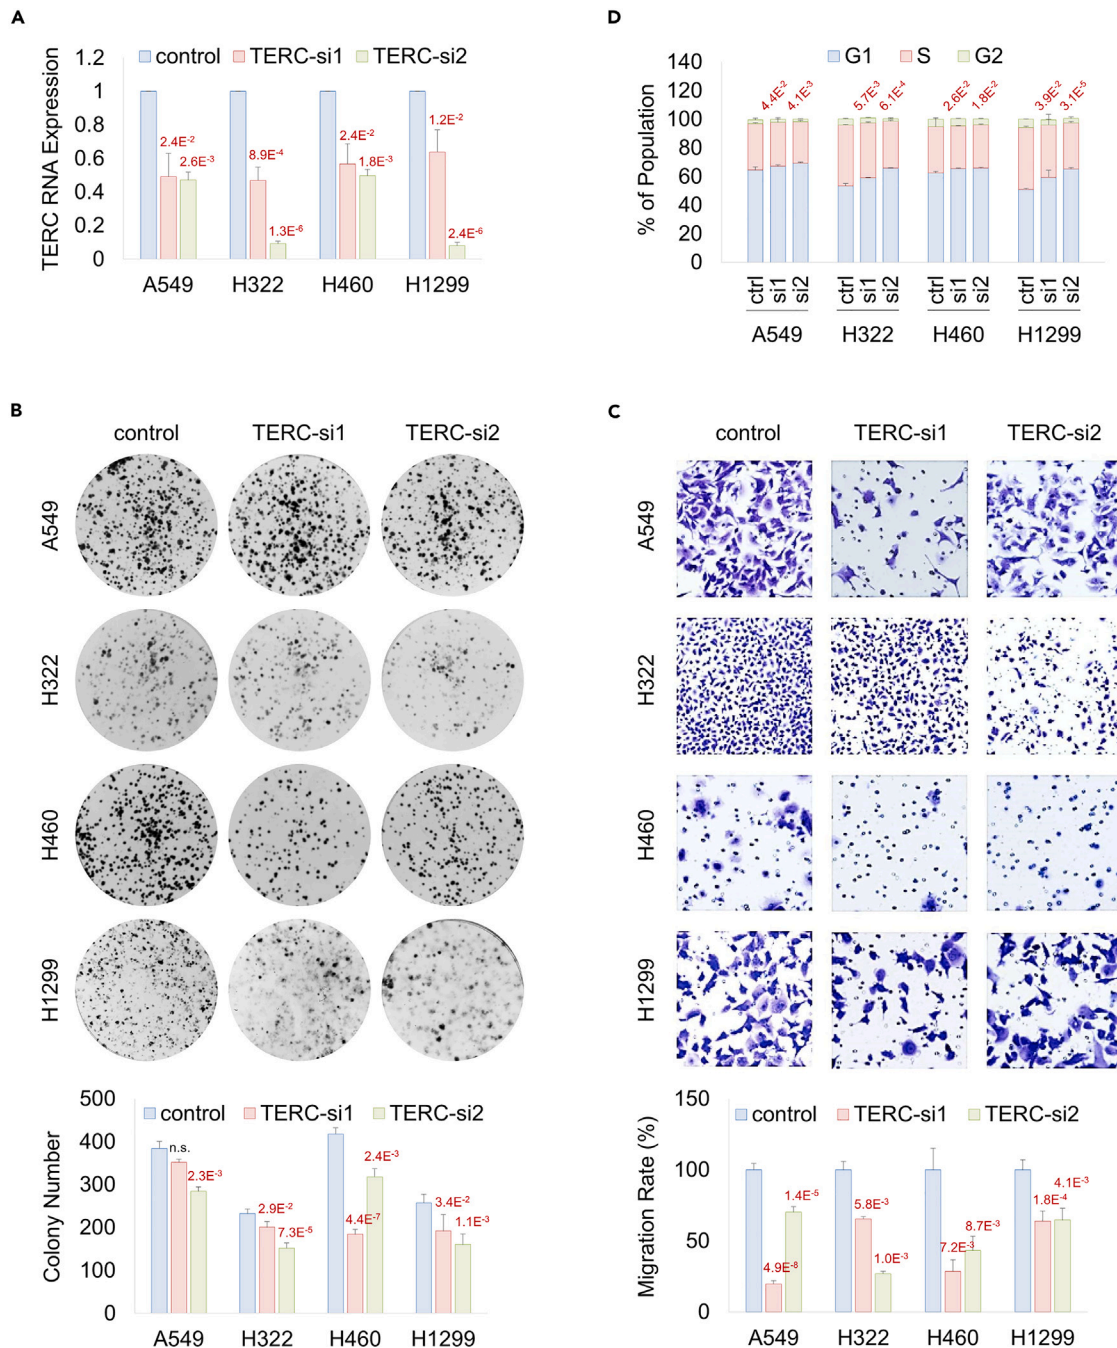 A
control TERC-si1 TERC-si2
TERC RNA Expression
1.2
1
0.8
0.6
0.4
0.2
0
2.4E-2
2.6E-3
8.9E-4
1.3E-6
2.4E-2
1.8E-3
1.2E-2
2.4E-6
A549 H322 H460 H1299
D
G1 S G2
% of Population
140
120
100
80
60
40
20
0
4.4E-2
4.1E-3
5.7E-3
6.1E-4
2.6E-2
1.8E-2
3.9E-2
3.1E-5
ctrl si1 si2 ctrl si1 si2 ctrl si1 si2 ctrl si1 si2
A549 H322 H460 H1299
B
control TERC-si1 TERC-si2
A549
H322
H460
H1299
control TERC-si1 TERC-si2
Colony Number
500
400
300
200
100
0
n.s.
2.3E-3
2.9E-2
7.3E-5
4.4E-7
2.4E-3
3.4E-2
1.1E-3
A549 H322 H460 H1299
C
control TERC-si1 TERC-si2
A549
H322
H460
H1299
control TERC-si1 TERC-si2
Migration Rate (%)
150
100
50
0
4.9E-8
1.4E-5
5.8E-3
1.0E-3
7.2E-3
8.7E-3
1.8E-4
4.1E-3
A549 H322 H460 H1299